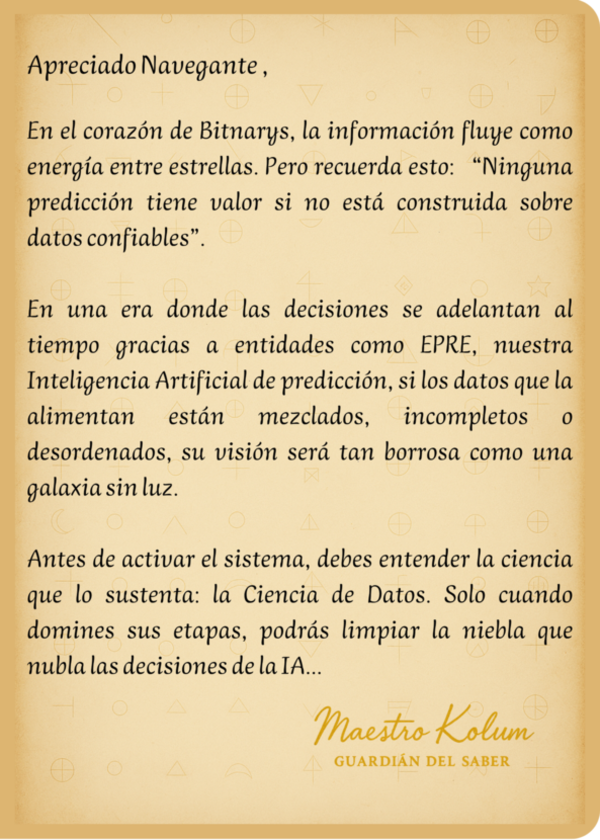 Apreciado Navegante ,
En el corazón de Bitnarys, la información fluye como
energía entre estrellas. Pero recuerda esto: “Ninguna
predicción tiene valor si no está construida sobre
datos confiables”.
En una era donde las decisiones se adelantan al
tiempo gracias a entidades como EPRE, nuestra
Inteligencia Artificial de predicción, si los datos que la
alimentan están mezclados, incompletos o
desordenados, su visión será tan borrosa como una
galaxia sin luz.
Antes de activar el sistema, debes entender la ciencia
que lo sustenta: la Ciencia de Datos. Solo cuando
domines sus etapas, podrás limpiar la niebla que
nubla las decisiones de la IA...
Maestro Kolum
GUARDIÁN DEL SABER